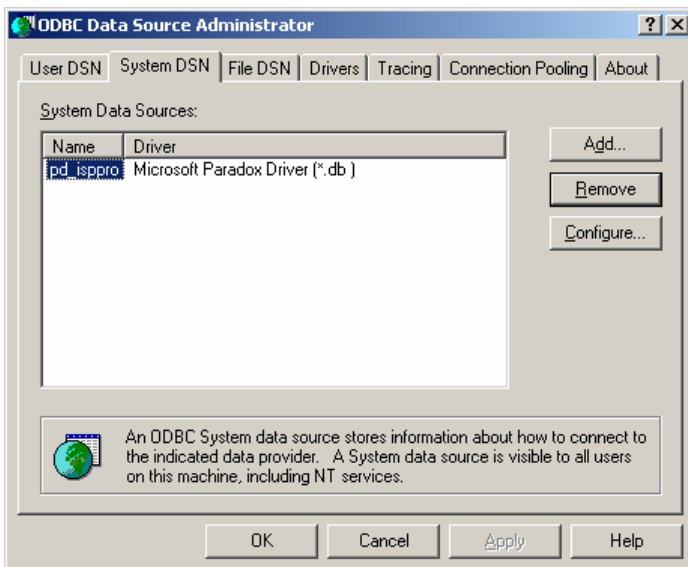 ODBC Data Source Administrator
User DSN System DSN File DSN Drivers Tracing Connection Pooling About
System Data Sources:
Name Driver
pd_isppro Microsoft Paradox Driver (*.db )
Add...
Remove
Configure...
An ODBC System data source stores information about how to connect to
the indicated data provider. A System data source is visible to all users
on this machine, including NT services.
OK Cancel Apply Help